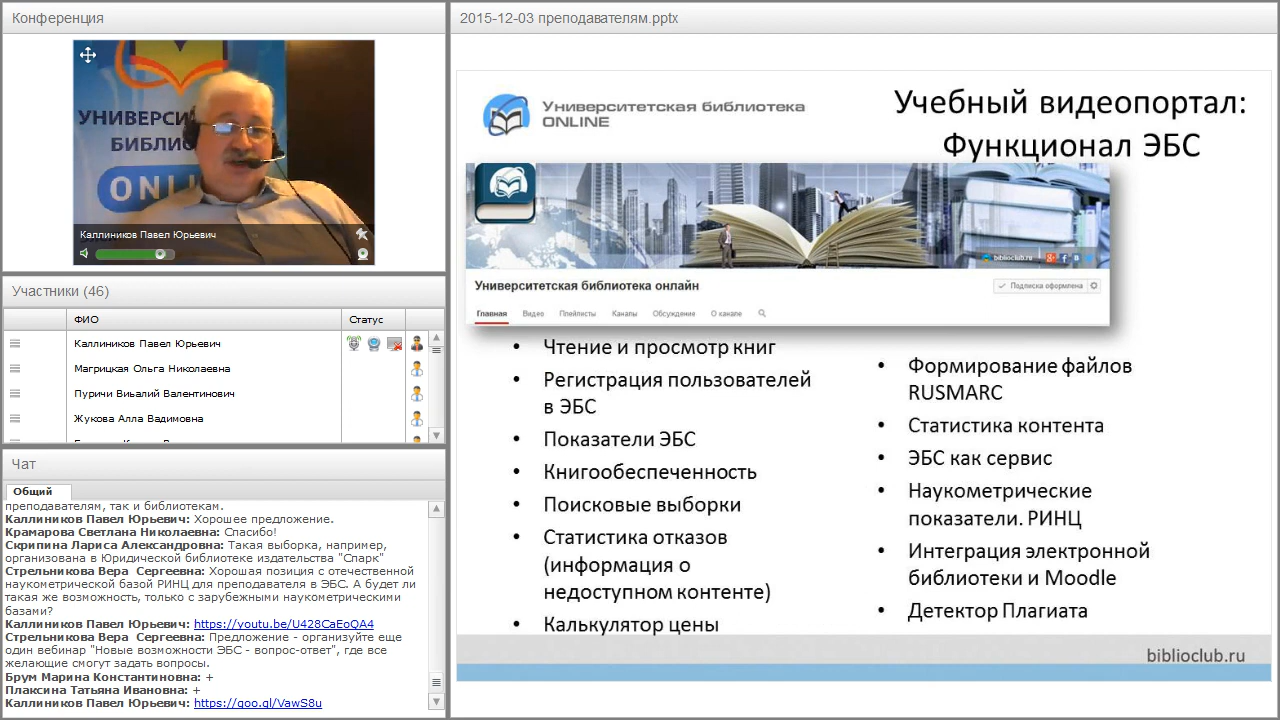 Конференция
УНИВЕРСИ
БИБЛИО
ONLI
Каллиников Павел Юрьевич
Участники (46)
ФИО
Статус
Каллиников Павел Юрьевич
Магрицкая Ольга Николаевна
Пуричи Виьалий Валентинович
Жукова Алла Вадимовна
Чат
Общий
преподавателям, так и библиотекам.
Каллиников Павел Юрьевич: Хорошее предложение.
Крамарова Светлана Николаевна: Спасибо!
Скрипина Лариса Александровна: Такая выборка, например,
организована в Юридической библиотеке издательства "Спарк"
Стрельникова Вера Сергеевна: Хорошая позиция с отечественной
наукометрической базой РИНЦ для преподавателя в ЭБС. А будет ли
такая же возможность, только с зарубежными наукометрическими
базами?
Каллиников Павел Юрьевич: https://youtu.be/U428CaEoQA4
Стрельникова Вера Сергеевна: Предложение - организуйте еще
один вебинар "Новые возможности ЭБС - вопрос-ответ", где все
желающие смогут задать вопросы.
Брум Марина Константиновна: +
Плаксина Татьяна Ивановна: +
Каллиников Павел Юрьевич: https://goo.gl/VawS8u
2015-12-03 преподавателям.pptx
Университетская библиотека
ONLINE
Учебный видеопортал:
Функционал ЭБС
biblioclub.ru
Университетская библиотека онлайн
Подписка оформлена
Главная Видео Плейлисты Каналы Обсуждение О канале
• Чтение и просмотр книг
• Регистрация пользователей
в ЭБС
• Показатели ЭБС
• Книгообеспеченность
• Поисковые выборки
• Статистика отказов
(информация о
недоступном контенте)
• Калькулятор цены
• Формирование файлов
RUSMARC
• Статистика контента
• ЭБС как сервис
• Наукометрические
показатели. РИНЦ
• Интеграция электронной
библиотеки и Moodle
• Детектор Плагиата
biblioclub.ru